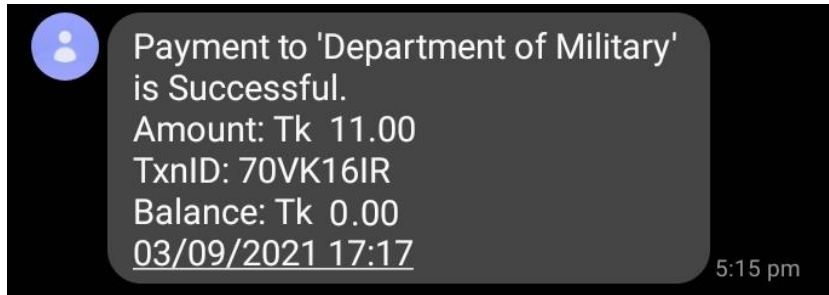 Payment to 'Department of Military'
is Successful.
Amount: Tk 11.00
TxnID: 70VK16IR
Balance: Tk 0.00
03/09/2021 17:17
5:15 pm